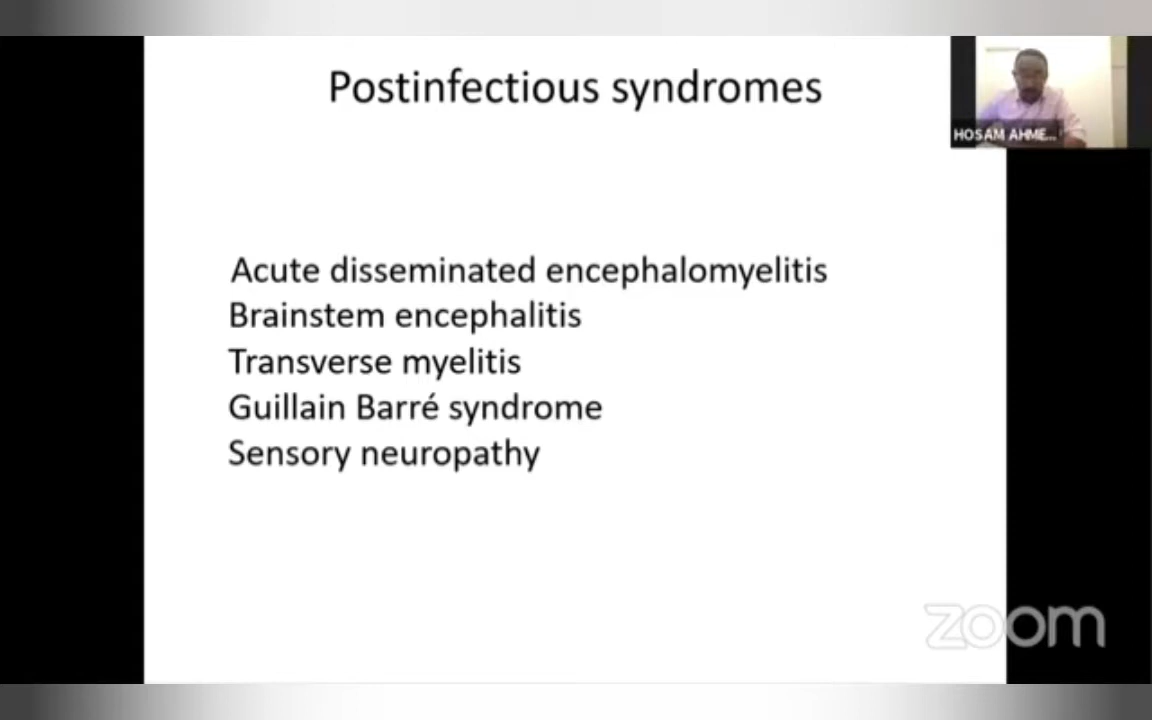 Postinfectious syndromes
HOSAM AHME...
Acute disseminated encephalomyelitis
Brainstem encephalitis
Transverse myelitis
Guillain Barré syndrome
Sensory neuropathy
zoom